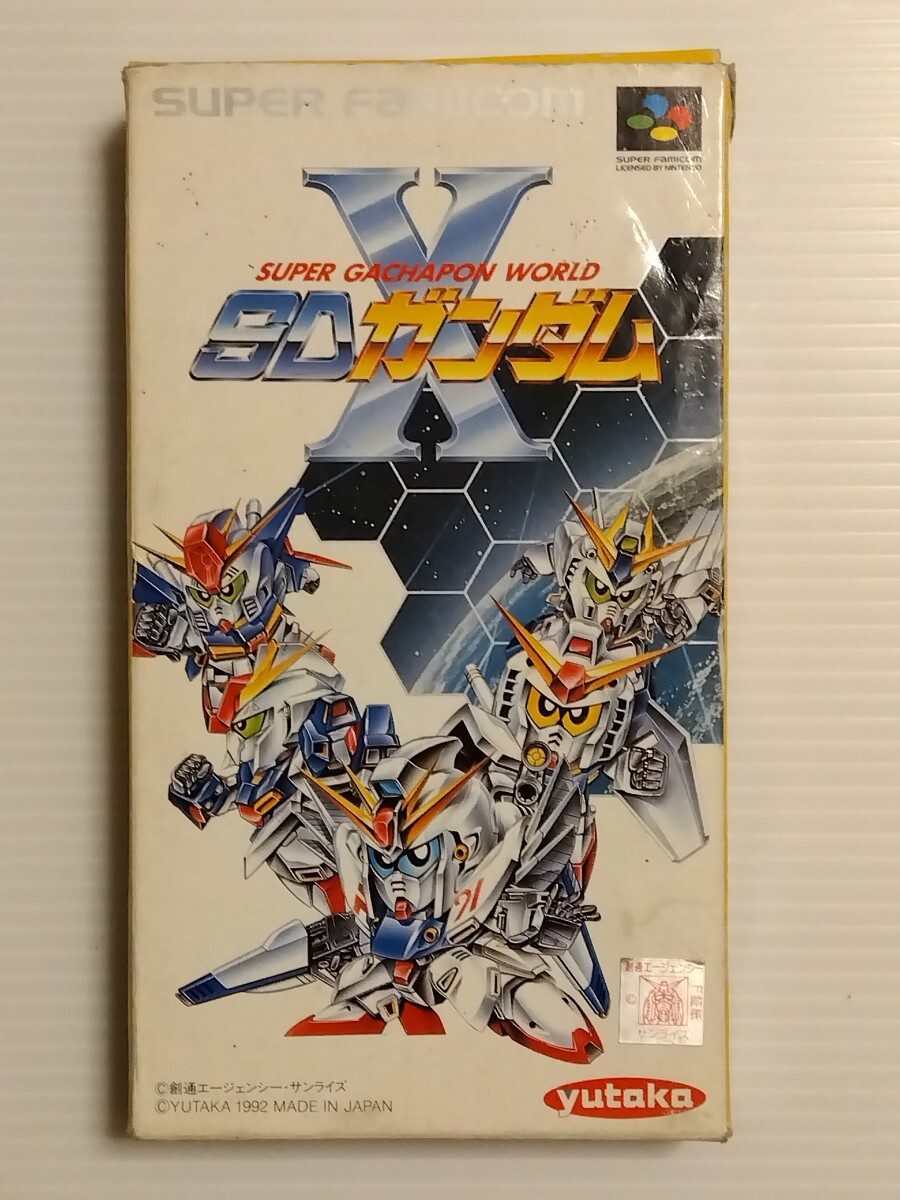 SUPER FAMICOM
SUPER FAMICOM
LICENSED BY NINTENDO
X
SUPER GACHAPON WORLD
SDガンダム
91
創通エージェンシー
©
サンライズ
©創通エージェンシー・サンライズ
©YUTAKA 1992 MADE IN JAPAN
yutaka